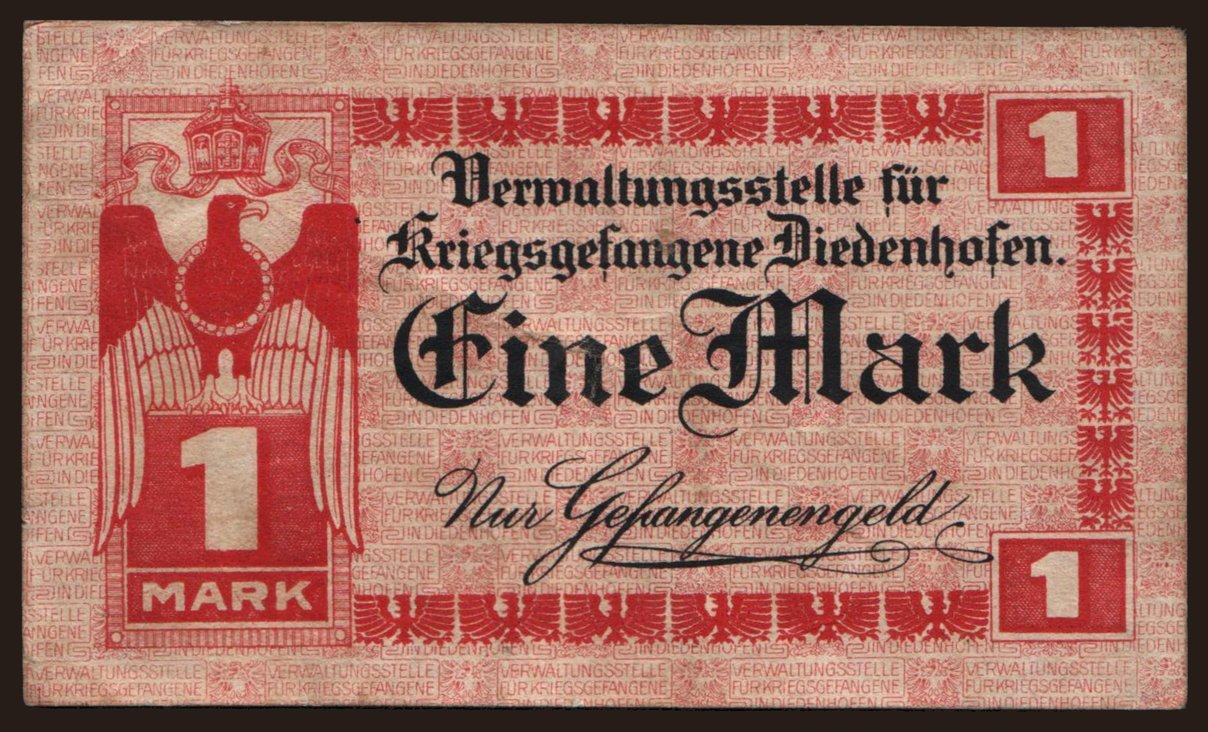 Verwaltungsstelle für
Kriegsgefangene Diedenhofen.
Eine Mark
Nur Gefangenengeld
1
MARK
1
1
VERWALTUNGSSTELLE
FÜR KRIEGSGEFANGENE
IN DIEDENHOFEN